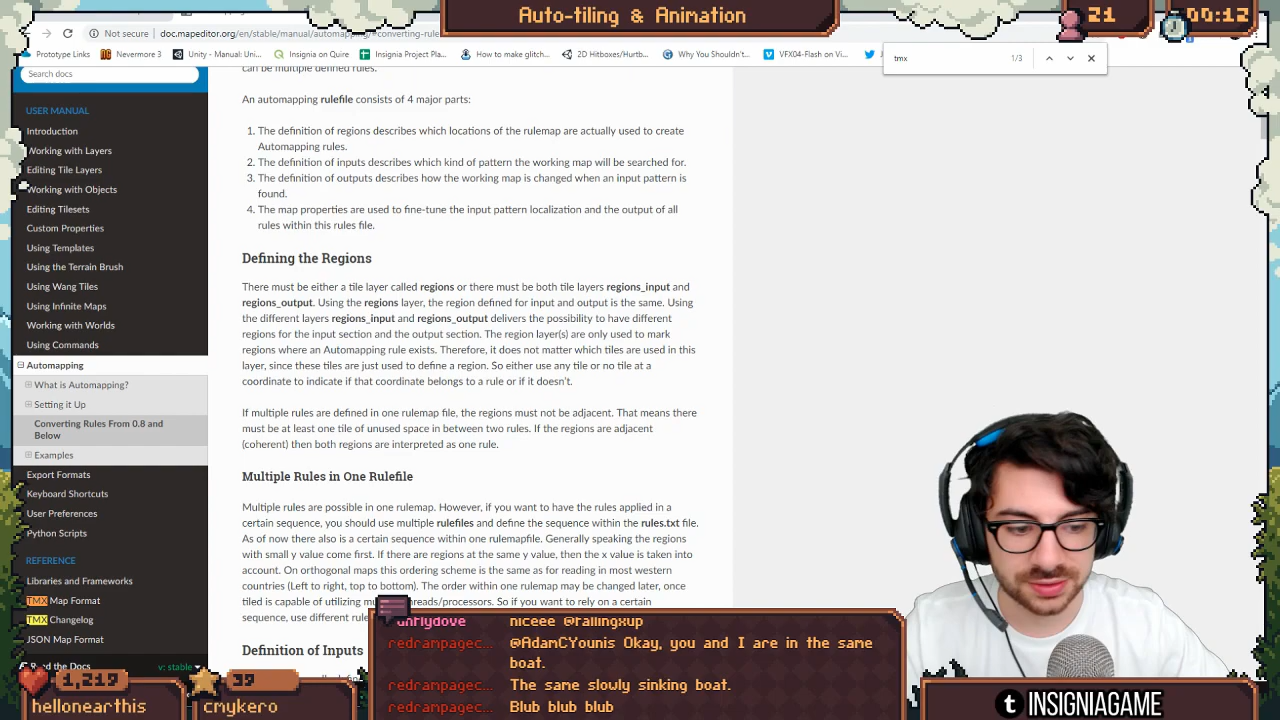 Auto-tiling & Animation
21
00:12
Not secure
doc.mapeditor.org/en/stable/manual/automapping/#converting-rule
Prototype Links
Nevermore 3
Unity - Manual: Uni...
Insignia on Quire
Insignia Project Pla...
How to make glitch...
2D Hitboxes/Hurtb...
Why You Shouldn't...
VFX04-Flash on Vi...
tmx
1/3
Search docs
can be multiple defined rules.
An automapping rulefile consists of 4 major parts:
1. The definition of regions describes which locations of the rulemap are actually used to create
Automapping rules.
2. The definition of inputs describes which kind of pattern the working map will be searched for.
3. The definition of outputs describes how the working map is changed when an input pattern is
found.
4. The map properties are used to fine-tune the input pattern localization and the output of all
rules within this rules file.
USER MANUAL
Introduction
Working with Layers
Editing Tile Layers
Working with Objects
Editing Tilesets
Custom Properties
Using Templates
Using the Terrain Brush
Using Wang Tiles
Using Infinite Maps
Working with Worlds
Using Commands
Automapping
What is Automapping?
Setting it Up
Converting Rules From 0.8 and
Below
Examples
Export Formats
Keyboard Shortcuts
User Preferences
Python Scripts
REFERENCE
Libraries and Frameworks
TMX Map Format
TMX Changelog
JSON Map Format
Read the Docs
v: stable
Defining the Regions
There must be either a tile layer called regions or there must be both tile layers regions_input and
regions_output. Using the regions layer, the region defined for input and output is the same. Using
the different layers regions_input and regions_output delivers the possibility to have different
regions for the input section and the output section. The region layer(s) are only used to mark
regions where an Automapping rule exists. Therefore, it does not matter which tiles are used in this
layer, since these tiles are just used to define a region. So either use any tile or no tile at a
coordinate to indicate if that coordinate belongs to a rule or if it doesn't.
If multiple rules are defined in one rulemap file, the regions must not be adjacent. That means there
must be at least one tile of unused space in between two rules. If the regions are adjacent
(coherent) then both regions are interpreted as one rule.
Multiple Rules in One Rulefile
Multiple rules are possible in one rulemap. However, if you want to have the rules applied in a
certain sequence, you should use multiple rulefiles and define the sequence within the rules.txt file.
As of now there also is a certain sequence within one rulemapfile. Generally speaking the regions
with small y value come first. If there are regions at the same y value, then the x value is taken into
account. On orthogonal maps this ordering scheme is the same as for reading in most western
countries (Left to right, top to bottom). The order within one rulemap may be changed later, once
tiled is capable of utilizing mu reads/processors. So if you want to rely on a certain
sequence, use different rule
Definition of Inputs
unflydove niceee @fallingxup
redrampagec... @AdamCYounis Okay, you and I are in the same
boat.
redrampagec... The same slowly sinking boat.
redrampagec... Blub blub blub
1,219
hellonearthis
39
cmykero
t INSIGNIAGAME